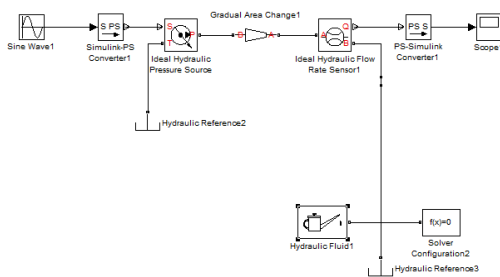 Gradual Area Change1
S PS
S
P
T
B
A
Q
A
B
PS S
Sine Wave1
Simulink-PS
Converter1
Ideal Hydraulic
Pressure Source
Ideal Hydraulic Flow
Rate Sensor1
PS-Simulink
Converter1
Scope1
Hydraulic Reference2
f(x)=0
Hydraulic Fluid1
Solver
Configuration2
Hydraulic Reference3